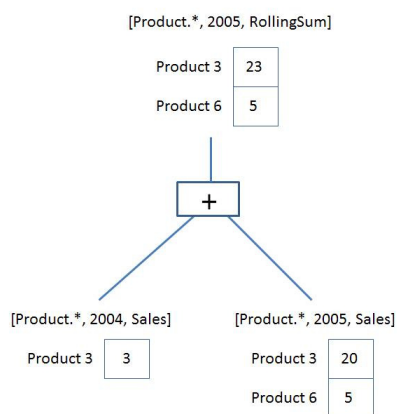 [Product.*, 2005, RollingSum]
Product 3 23
Product 6 5
+
[Product.*, 2004, Sales] [Product.*, 2005, Sales]
Product 3 3 Product 3 20
Product 6 5